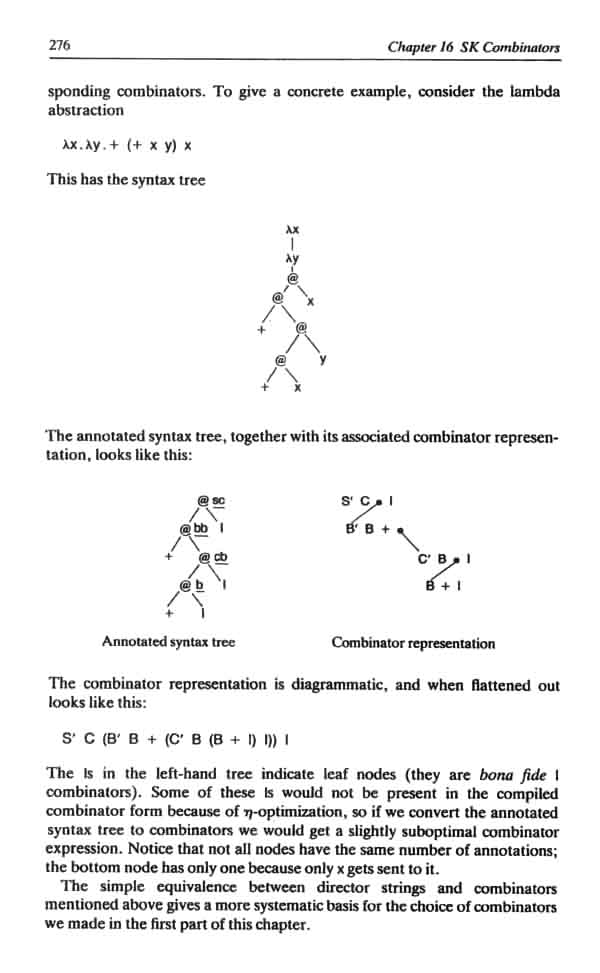 276
Chapter 16 SK Combinators
sponding combinators. To give a concrete example, consider the lambda
abstraction
λx.λy.+ (+ x y) x
This has the syntax tree
λx
λy
@
@ x
+ @
@ y
+ x
The annotated syntax tree, together with its associated combinator represen-
tation, looks like this:
@ sc
@ bb I
+ @ cb
@ b I
+ I
S' C I
B' B +
C' B I
B + I
Annotated syntax tree
Combinator representation
The combinator representation is diagrammatic, and when flattened out
looks like this:
S' C (B' B + (C' B (B + I) I)) I
The Is in the left-hand tree indicate leaf nodes (they are bona fide I
combinators). Some of these Is would not be present in the compiled
combinator form because of η-optimization, so if we convert the annotated
syntax tree to combinators we would get a slightly suboptimal combinator
expression. Notice that not all nodes have the same number of annotations;
the bottom node has only one because only x gets sent to it.
The simple equivalence between director strings and combinators
mentioned above gives a more systematic basis for the choice of combinators
we made in the first part of this chapter.